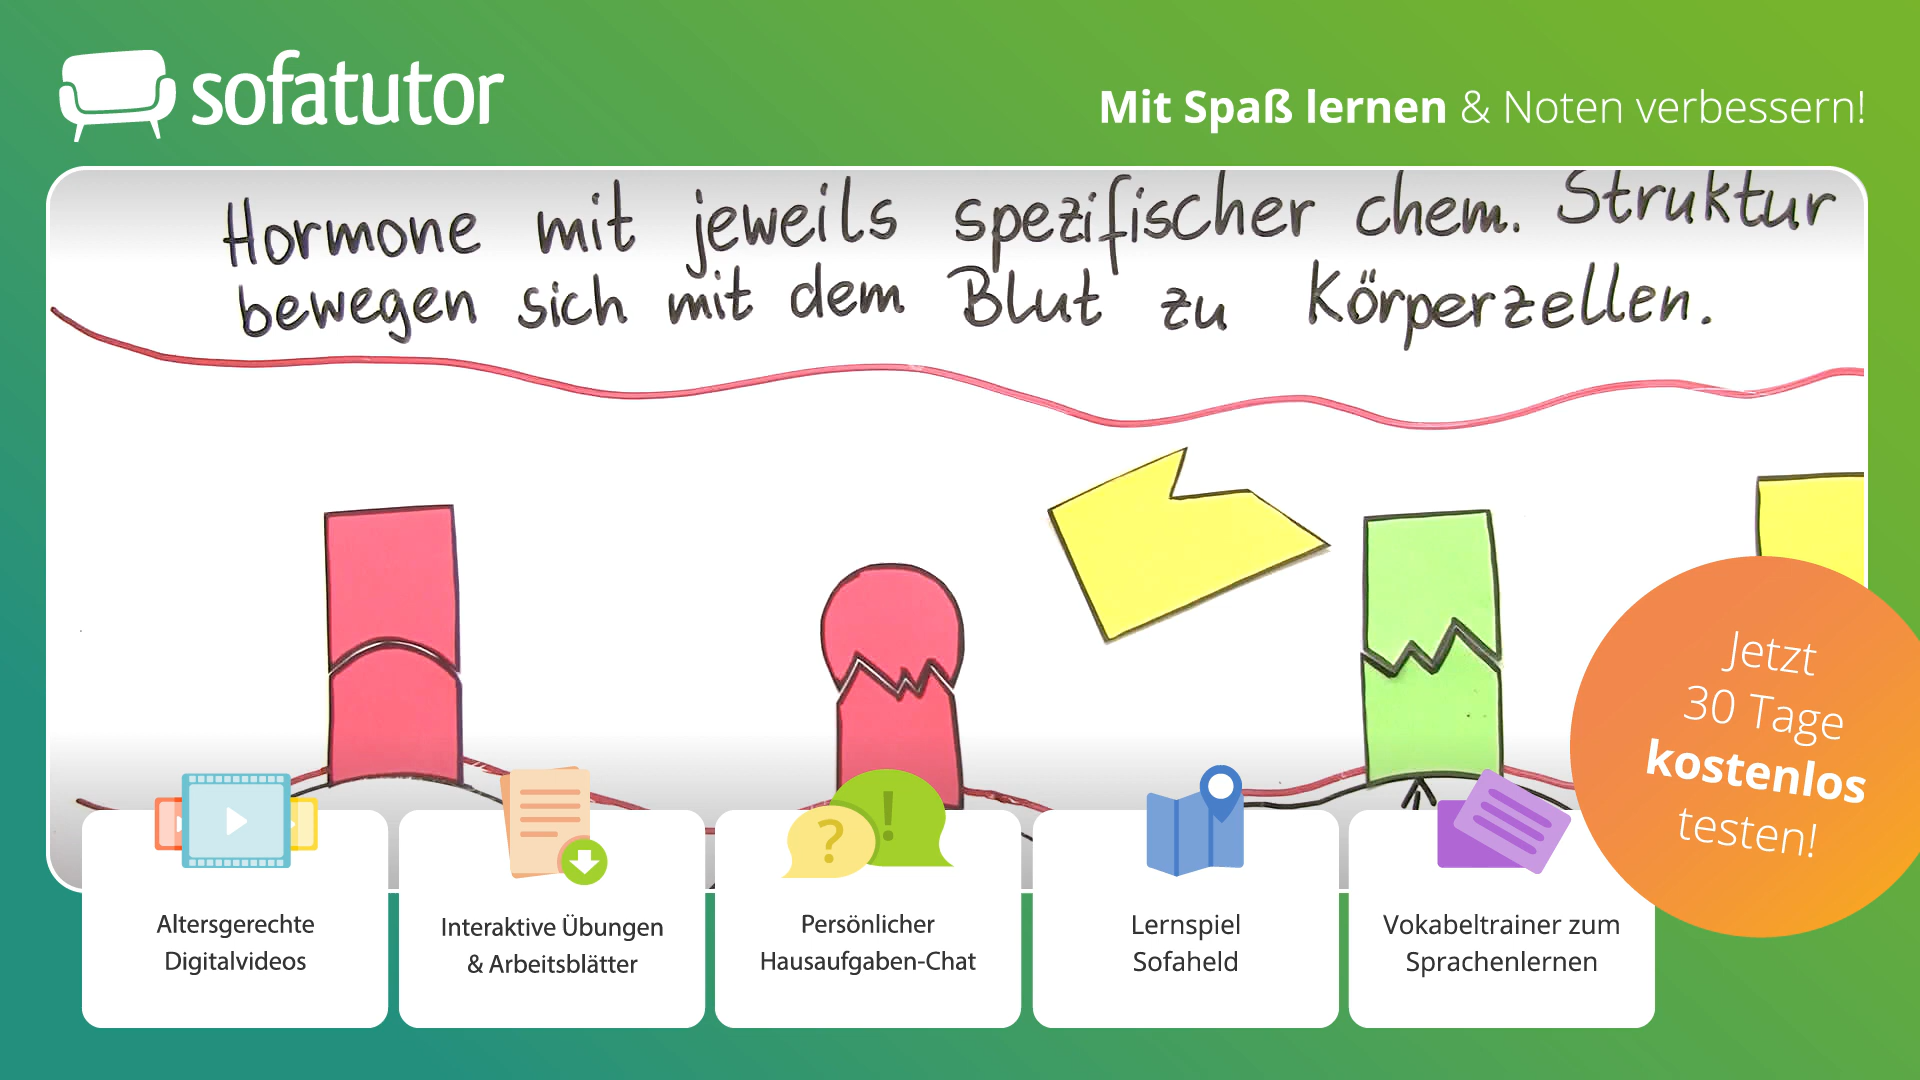 sofatutor
Mit Spaß lernen & Noten verbessern!
Hormone mit jeweils spezifischer chem. Struktur
bewegen sich mit dem Blut zu Körperzellen.
Jetzt
30 Tage
kostenlos
testen!
?
!
Altersgerechte
Digitalvideos
Interaktive Übungen
& Arbeitsblätter
Persönlicher
Hausaufgaben-Chat
Lernspiel
Sofaheld
Vokabeltrainer zum
Sprachenlernen